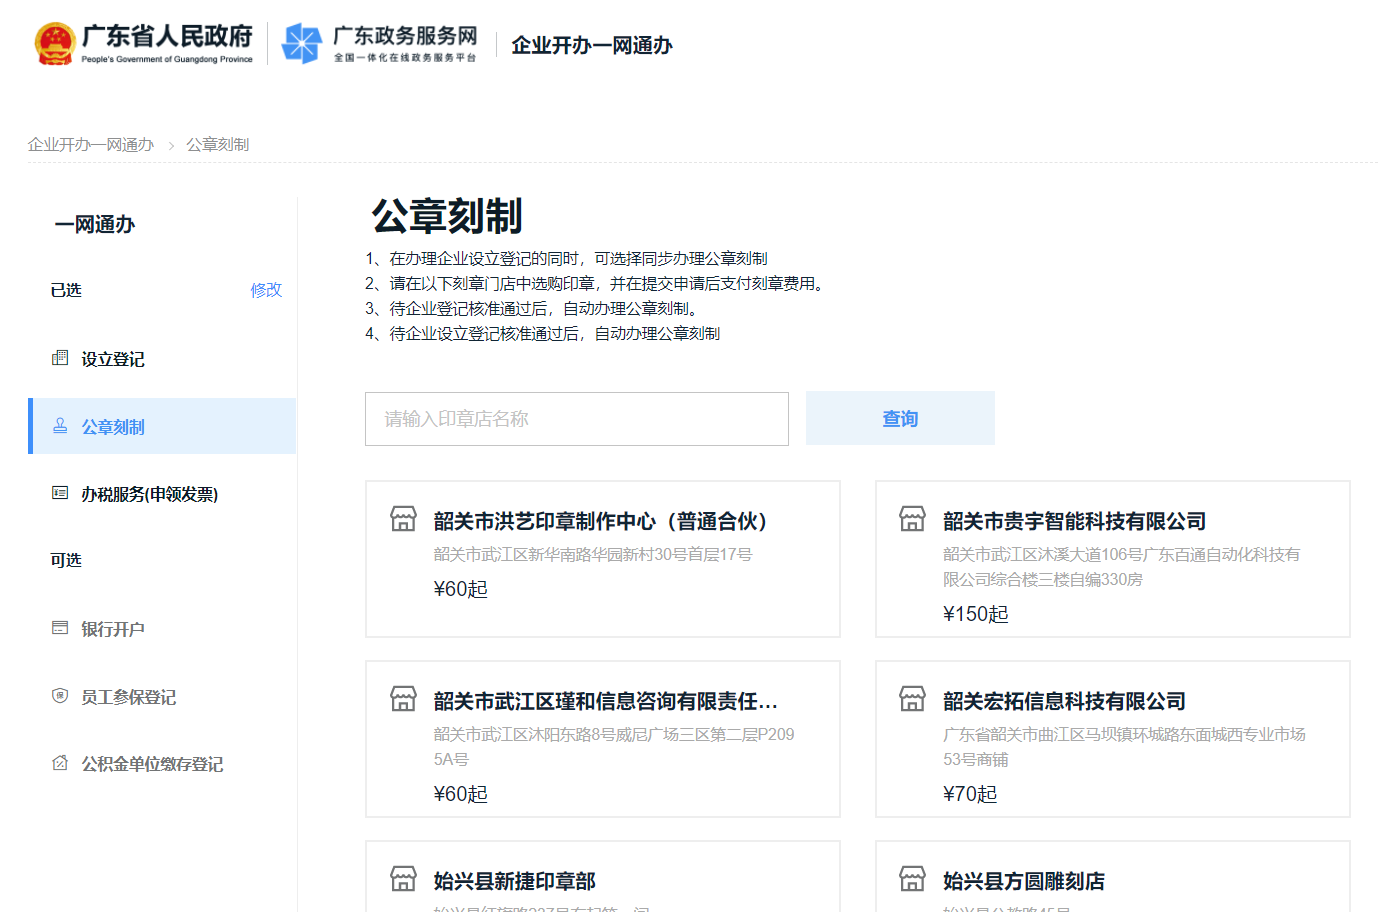 广东省人民政府
People's Government of Guangdong Province
广东政务服务网
全国一体化在线政务服务平台
企业开办一网通办
企业开办一网通办 > 公章刻制
一网通办
已选 修改
设立登记
公章刻制
办税服务(申领发票)
可选
银行开户
员工参保登记
公积金单位缴存登记
公章刻制
1、在办理企业设立登记的同时，可选择同步办理公章刻制
2、请在以下刻章门店中选购印章，并在提交申请后支付刻章费用。
3、待企业登记核准通过后，自动办理公章刻制。
4、待企业设立登记核准通过后，自动办理公章刻制
请输入印章店名称
查询
韶关市洪艺印章制作中心（普通合伙）
韶关市武江区新华南路华园新村30号首层17号
¥60起
韶关市贵宇智能科技有限公司
韶关市武江区沐溪大道106号广东百通自动化科技有
限公司综合楼三楼自编330房
¥150起
韶关市武江区瑾和信息咨询有限责任...
韶关市武江区沐阳东路8号威尼广场三区第二层P209
5A号
¥60起
韶关宏拓信息科技有限公司
广东省韶关市曲江区马坝镇环城路东面城西专业市场
53号商铺
¥70起
始兴县新捷印章部
始兴县方圆雕刻店